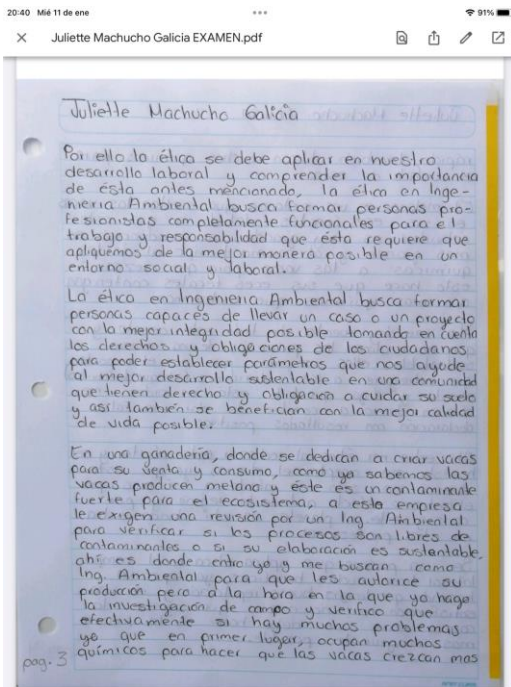 20:40 Mié 11 de ene
91%
Juliette Machucho Galicia EXAMEN.pdf
Juliette Machucho Galicia
Por ello la ética se debe aplicar en nuestro
desarrollo laboral y comprender la importancia
de ésta antes mencionado, la ética en Inge-
niería Ambiental busca formar personas pro-
fesionistas completamente funcionales para el
trabajo y responsabilidad que ésta requiere que
apliquemos de la mejor manera posible en un
entorno social y laboral.
La ética en Ingeniería Ambiental busca formar
personas capaces de llevar un caso o un proyecto
con la mejor integridad posible tomando en cuenta
los derechos y obligaciones de los ciudadanos
para poder establecer parámetros que nos ayude
al mejor desarrollo sustentable en una comunidad
que tienen derecho y obligación a cuidar su suelo
y así también se benefician con la mejor calidad
de vida posible.
En una ganadería, donde se dedican a criar vacas
para su venta y consumo, como ya sabemos las
vacas producen metano y éste es un contaminante
fuerte para el ecosistema, a esta empresa
le exigen una revisión por un Ing. Ambiental
para verificar si los procesos son libres de
contaminantes o si su elaboración es sustentable,
ahí es donde entro yo y me buscan como
Ing. Ambiental para que les autorice su
producción pero a la hora en la que yo hago
la investigación de campo y verifico que
efectivamente si hay muchos problemas
ya que en primer lugar, ocupan muchos
químicos para hacer que las vacas crezcan mas
pag. 3